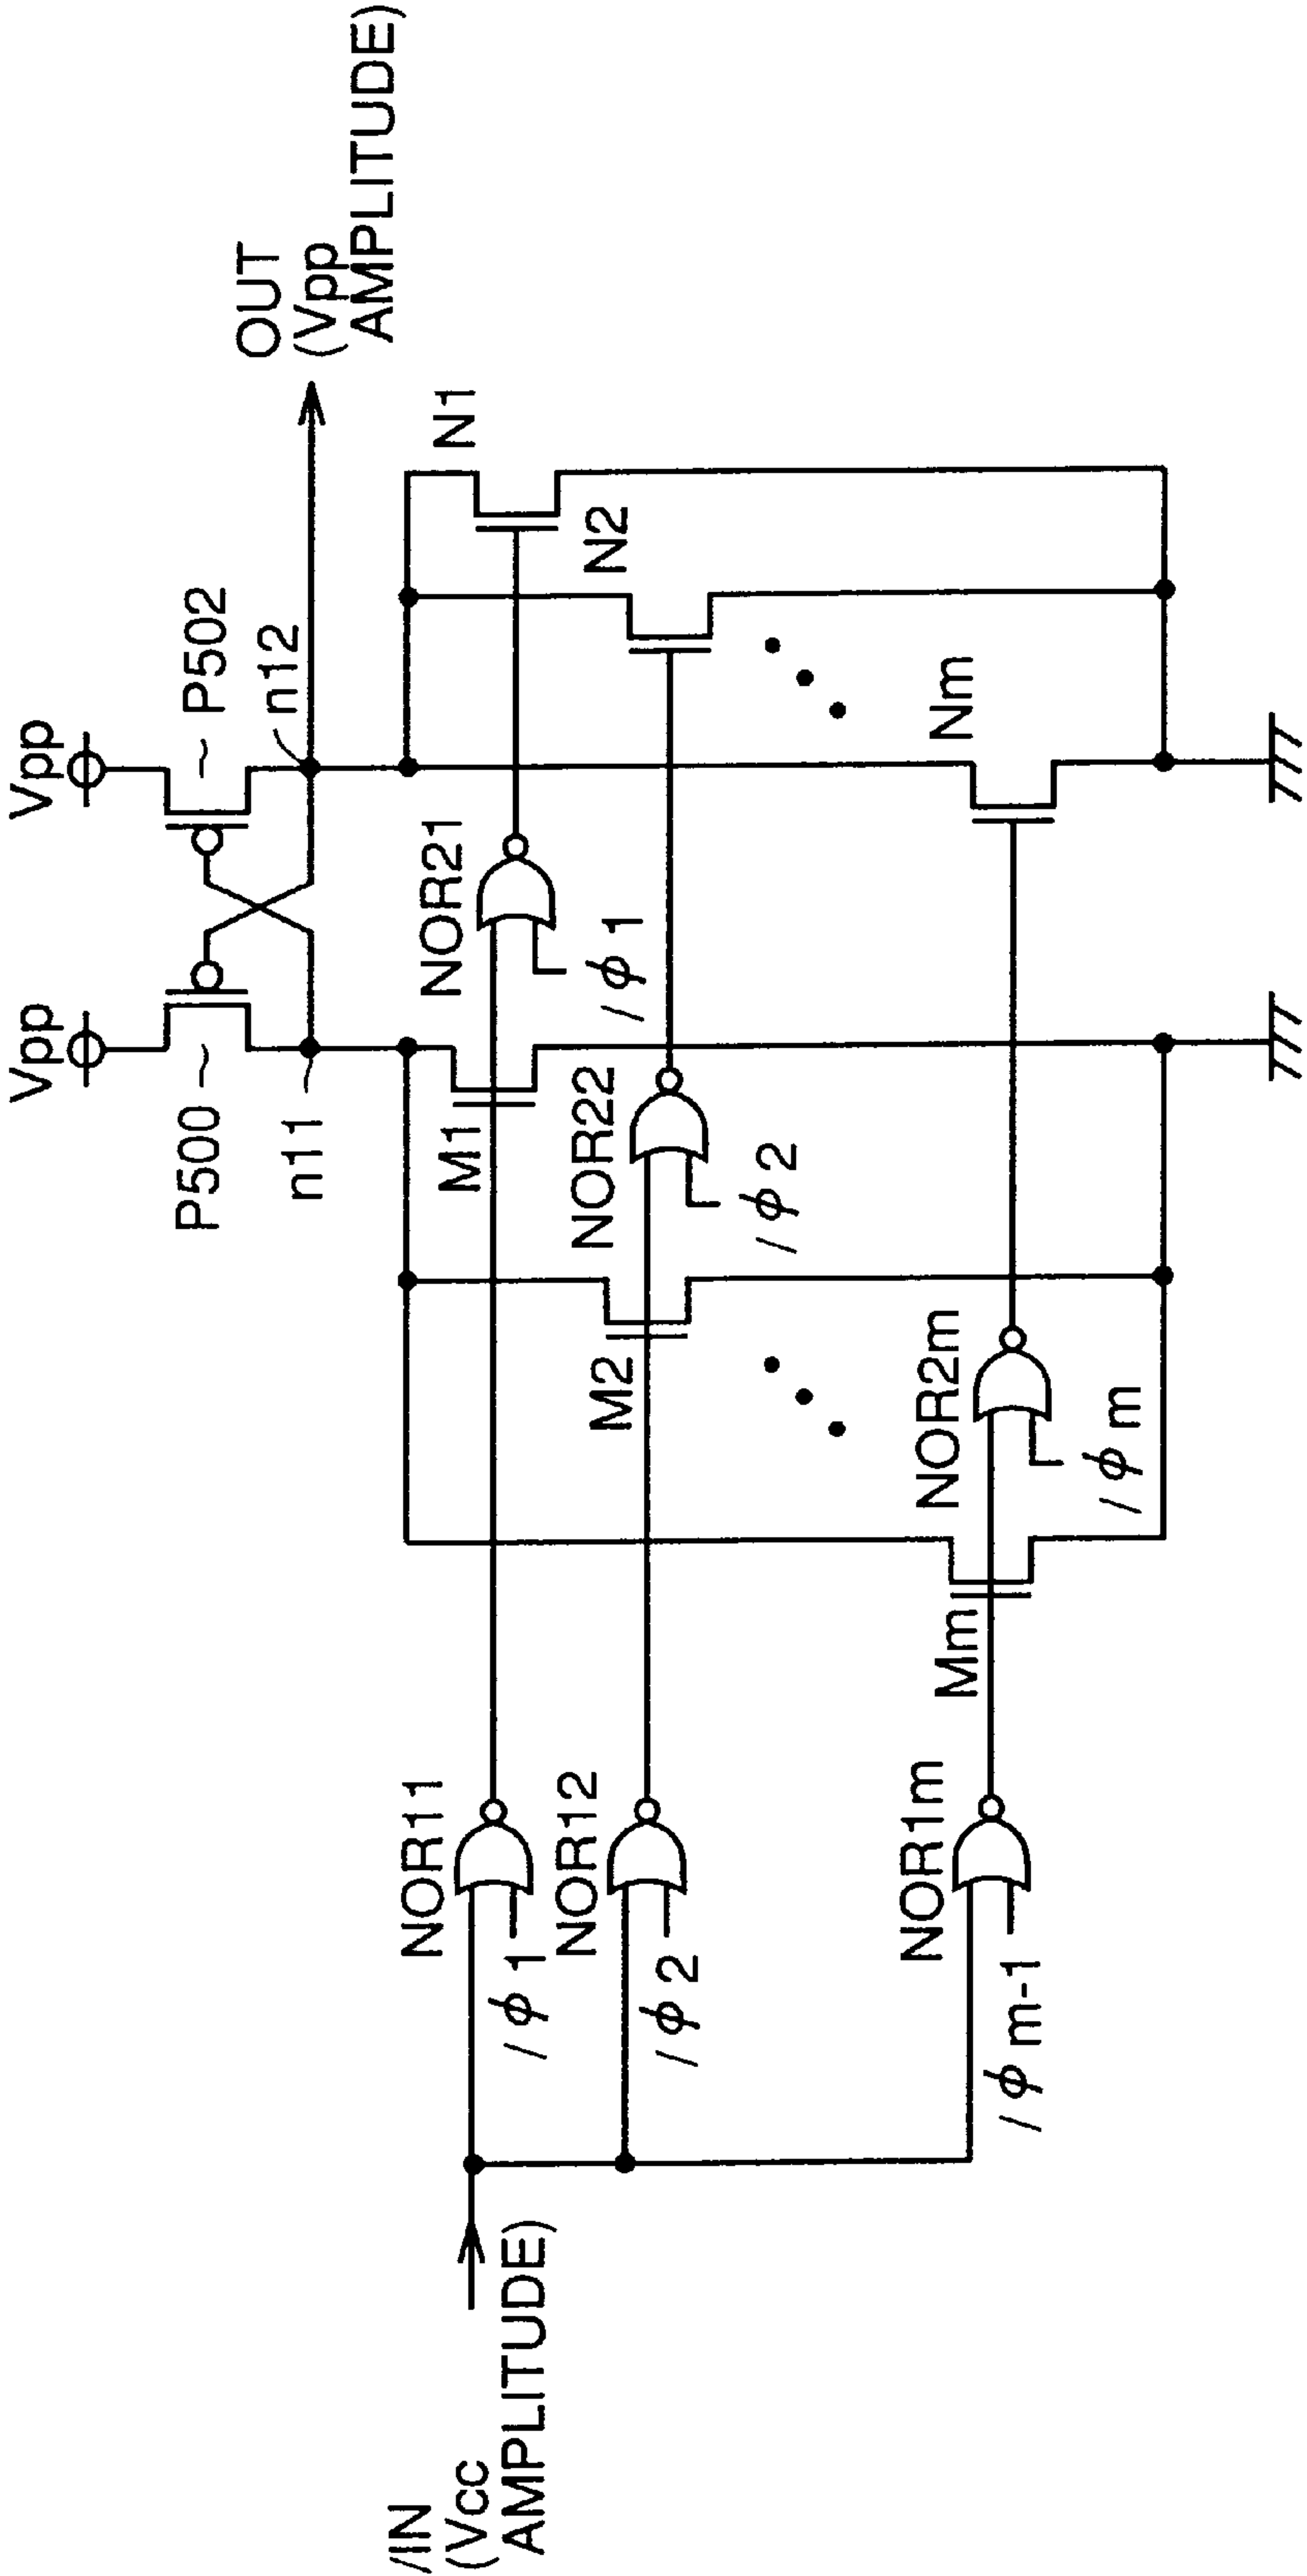 Vpp
Vpp
P500
P502
n11
n12
OUT
(Vpp
AMPLITUDE)
/IN
(Vcc
AMPLITUDE)
NOR11
/ϕ1
M1
NOR21
/ϕ1
N1
NOR12
/ϕ2
M2
NOR22
/ϕ2
N2
NOR1m
/ϕm-1
Mm
NOR2m
/ϕm
Nm